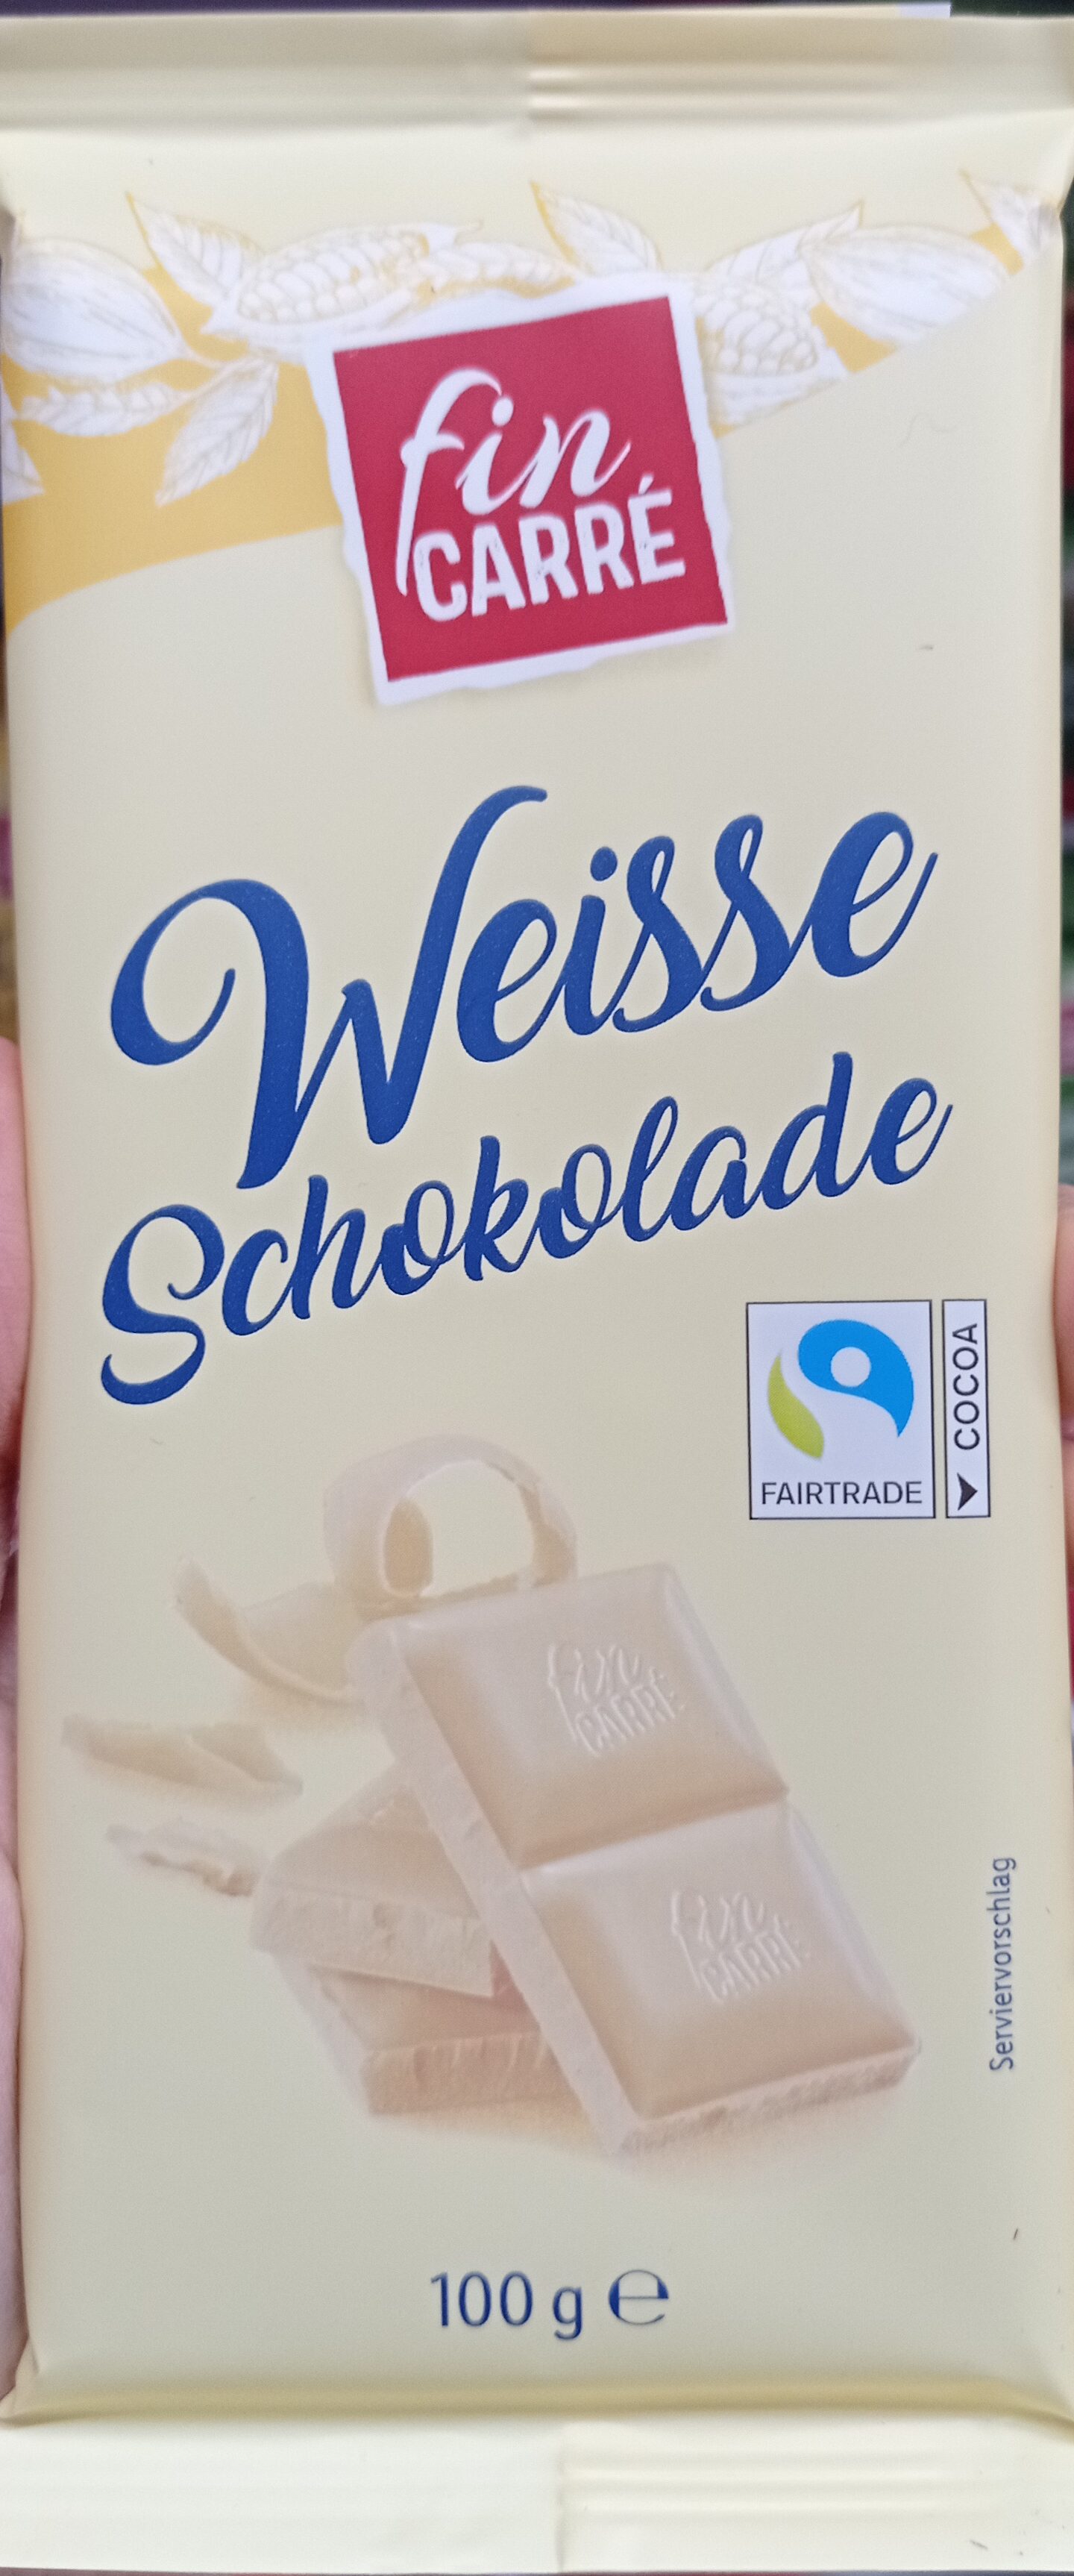 fin
CARRÉ
Weisse
Schokolade
FAIRTRADE
COCOA
fin
CARRÉ
fin
CARRÉ
Serviervorschlag
100 g ℮